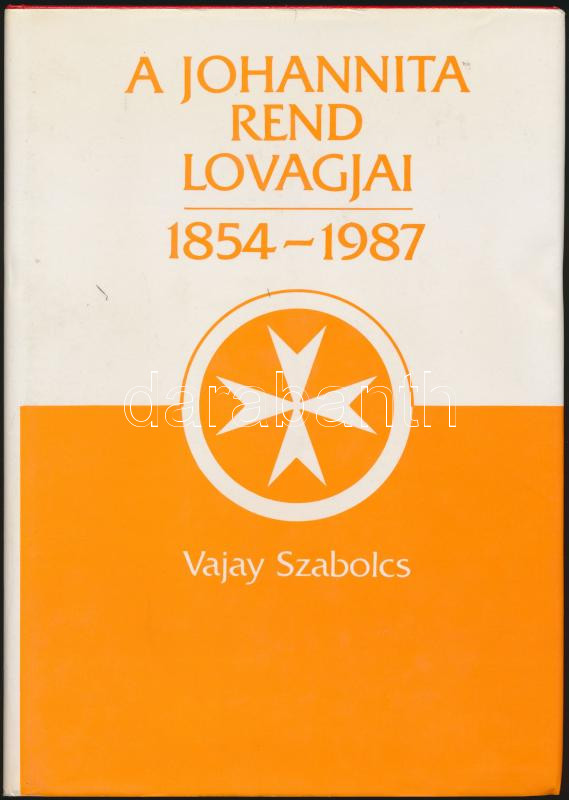 A JOHANNITA
REND
LOVAGJAI
1854–1987
darabanth
Vajay Szabolcs